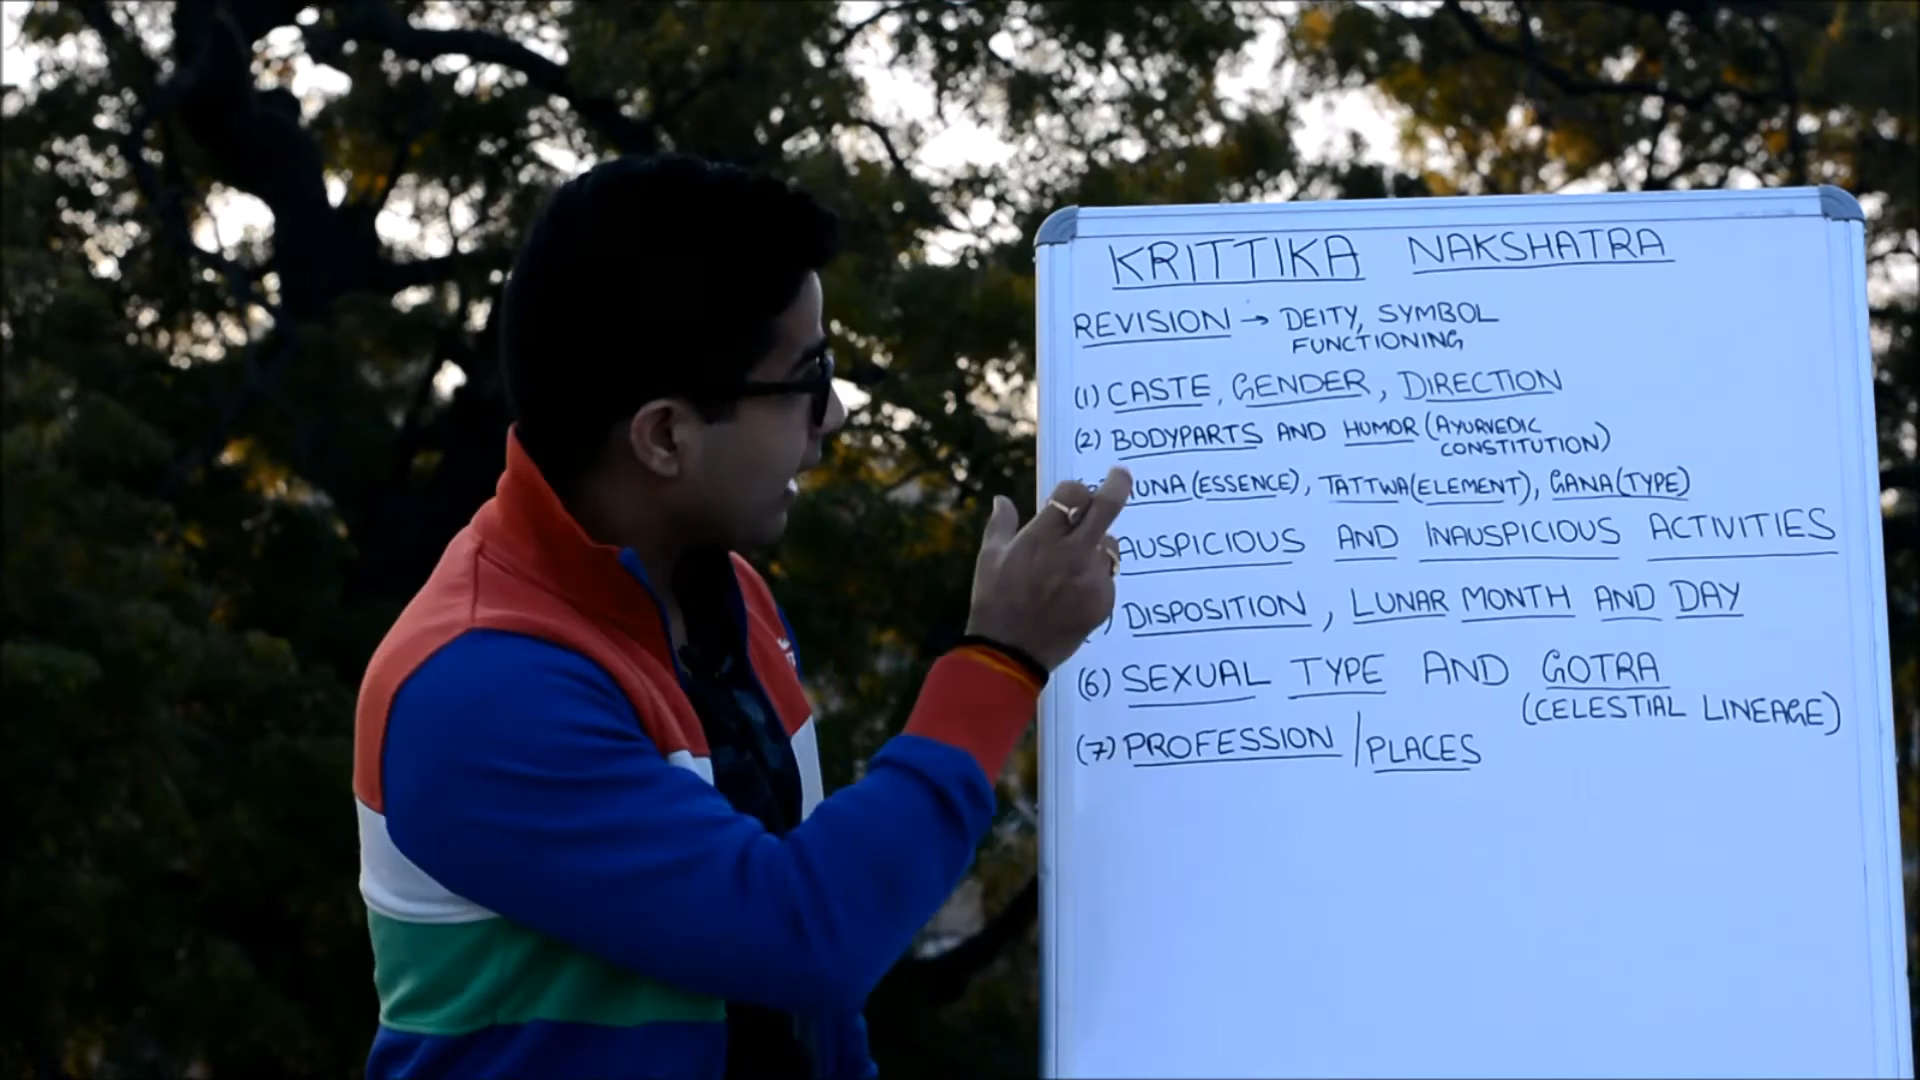 KRITTIKA NAKSHATRA
REVISION → DEITY, SYMBOL
FUNCTIONING
(1) CASTE, GENDER, DIRECTION
(2) BODYPARTS AND HUMOR (AYURVEDIC
CONSTITUTION)
UNA (ESSENCE), TATTWA (ELEMENT), GANA (TYPE)
AUSPICIOUS AND INAUSPICIOUS ACTIVITIES
) DISPOSITION, LUNAR MONTH AND DAY
(6) SEXUAL TYPE AND GOTRA
(CELESTIAL LINEAGE)
(7) PROFESSION / PLACES